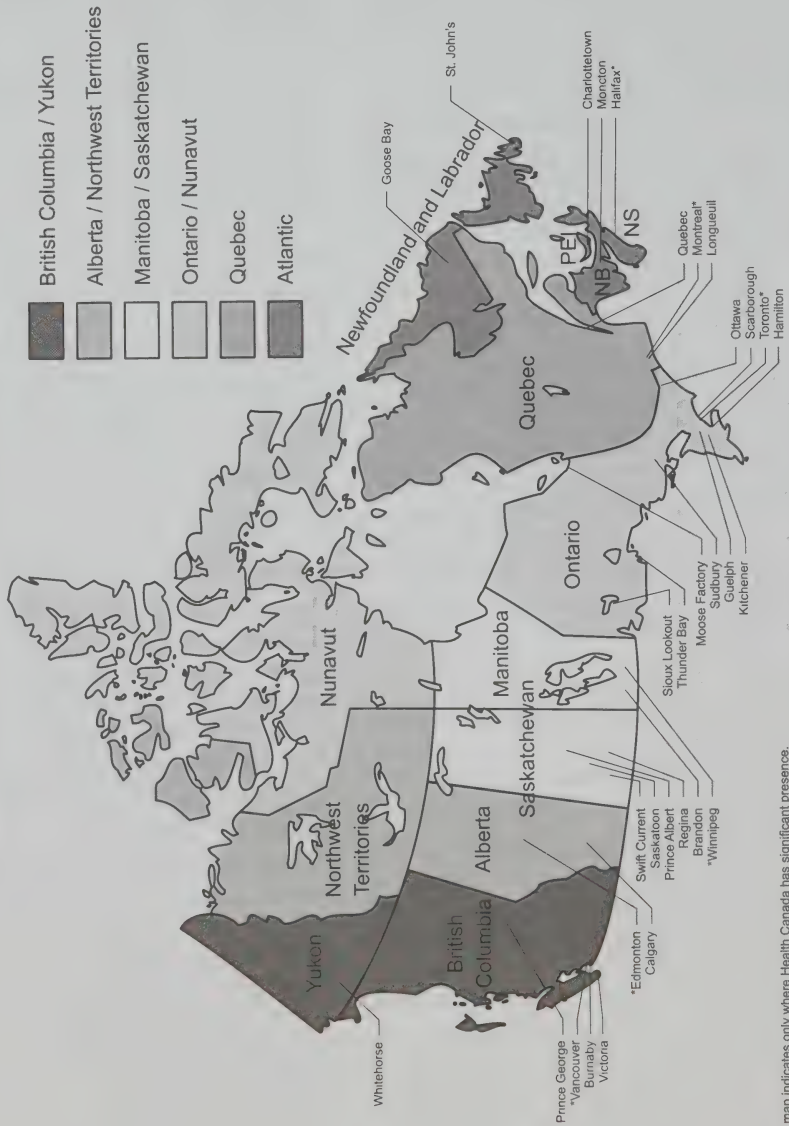 British Columbia / Yukon
Alberta / Northwest Territories
Manitoba / Saskatchewan
Ontario / Nunavut
Quebec
Atlantic
St. John's
Goose Bay
Newfoundland and Labrador
Charlottetown
Moncton
Halifax*
PEI
NB
NS
Quebec
Montreal*
Longueuil
Quebec
Ottawa
Scarborough
Toronto*
Hamilton
Ontario
Moose Factory
Sudbury
Guelph
Kitchener
Sioux Lookout
Thunder Bay
Nunavut
Manitoba
Saskatchewan
Swift Current
Saskatoon
Prince Albert
Regina
Brandon
*Winnipeg
Northwest
Territories
Alberta
*Edmonton
Calgary
Yukon
British
Columbia
Whitehorse
Prince George
*Vancouver
Burnaby
Victoria
map indicates only where Health Canada has significant presence.